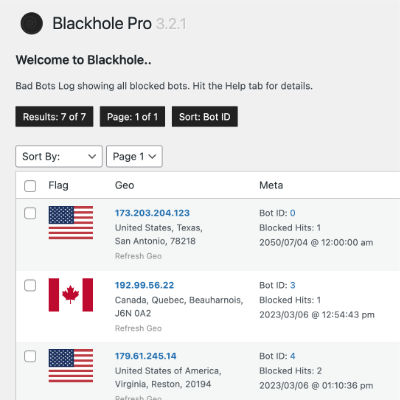 Blackhole Pro 3.2.1
Welcome to Blackhole..
Bad Bots Log showing all blocked bots. Hit the Help tab for details.
Results: 7 of 7 Page: 1 of 1 Sort: Bot ID
Sort By: Page 1
Flag Geo Meta
173.203.204.123 Bot ID: 0
United States, Texas, Blocked Hits: 1
San Antonio, 78218 2050/07/04 @ 12:00:00 am
Refresh Geo
192.99.56.22 Bot ID: 3
Canada, Quebec, Beauharnois, Blocked Hits: 1
J6N 0A2 2023/03/06 @ 12:54:43 pm
Refresh Geo
179.61.245.14 Bot ID: 4
United States of America, Blocked Hits: 2
Virginia, Reston, 20194 2023/03/06 @ 01:10:36 pm
Refresh Geo